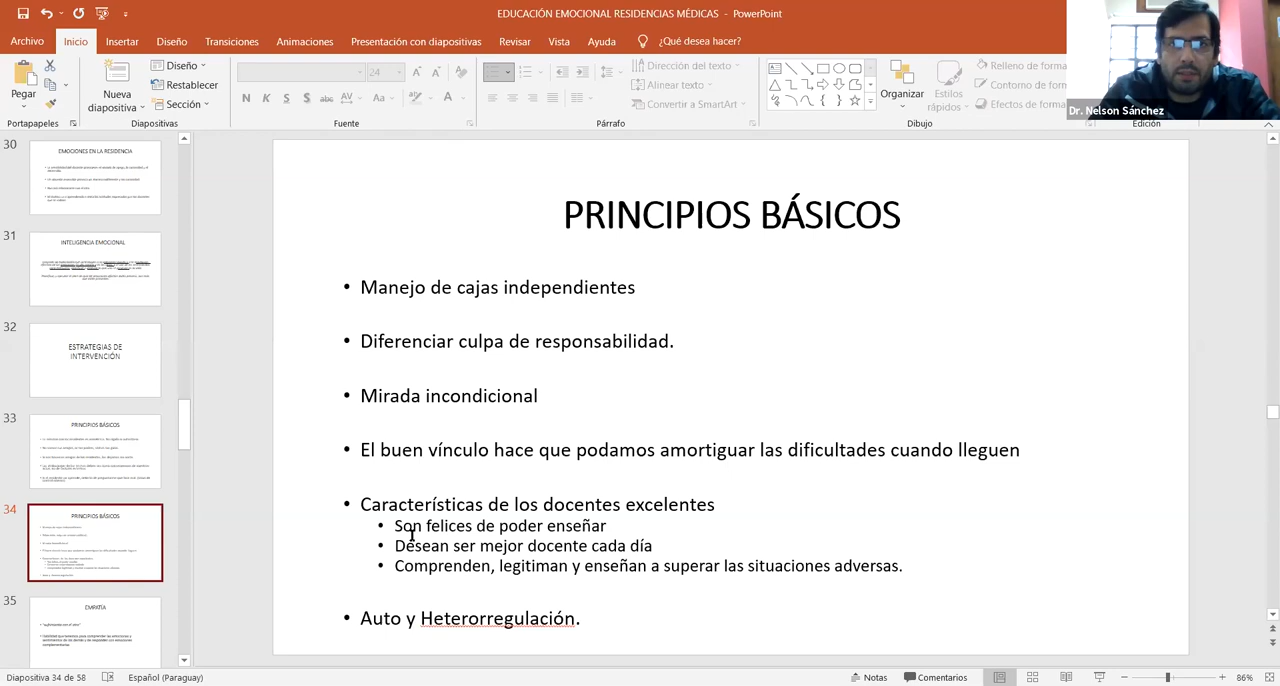 EDUCACIÓN EMOCIONAL RESIDENCIAS MÉDICAS - PowerPoint
Archivo Inicio Insertar Diseño Transiciones Animaciones Presentación con diapositivas Revisar Vista Ayuda ¿Qué desea hacer?
Pegar
Nueva diapositiva
Diseño
Restablecer
Sección
24
N K S S abc AV Aa A
Dirección del texto
Alinear texto
Convertir a SmartArt
Organizar
Estilos rápidos
Relleno de forma
Contorno de form
Efectos de forma
Portapapeles Diapositivas Fuente Párrafo Dibujo Edición
Dr. Nelson Sánchez
30
EMOCIONES EN LA RESIDENCIA
31
INTELIGENCIA EMOCIONAL
32
ESTRATEGIAS DE
INTERVENCIÓN
33
PRINCIPIOS BÁSICOS
34
PRINCIPIOS BÁSICOS
35
EMPATÍA
PRINCIPIOS BÁSICOS
• Manejo de cajas independientes
• Diferenciar culpa de responsabilidad.
• Mirada incondicional
• El buen vínculo hace que podamos amortiguar las dificultades cuando lleguen
• Características de los docentes excelentes
• Son felices de poder enseñar
• Desean ser mejor docente cada día
• Comprenden, legitiman y enseñan a superar las situaciones adversas.
• Auto y Heterorregulación.
Diapositiva 34 de 58 Español (Paraguay) Notas Comentarios 86%